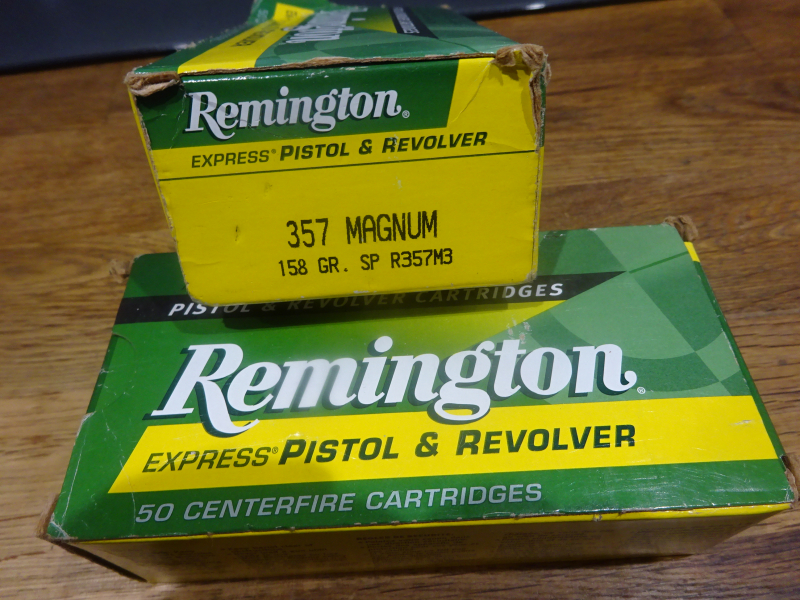 Remington®
EXPRESS® PISTOL & REVOLVER
357 MAGNUM
158 GR. SP R357M3
PISTOL & REVOLVER CARTRIDGES
Remington®
EXPRESS® PISTOL & REVOLVER
50 CENTERFIRE CARTRIDGES